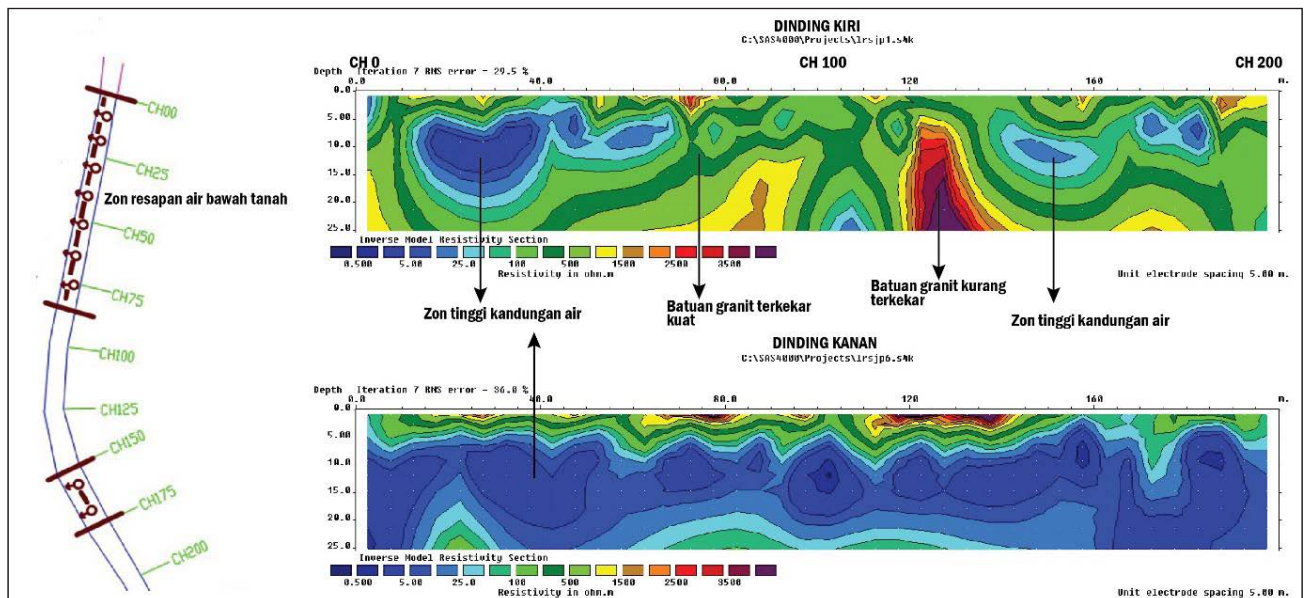 CH00
CH25
Zon resapan air bawah tanah
CH50
CH75
CH100
CH125
CH150
CH175
CH200
DINDING KIRI
C:\SAS4000\Projects\lrsjp1.s4k
CH 0
CH 100
CH 200
Depth Iteration 7 RMS error = 29.5 %
0.0 40.0 80.0 120 160 m.
0.0
5.00
10.0
15.0
20.0
25.0
Inverse Model Resistivity Section
0.500 5.00 25.0 100 500 1500 2500 3500
Resistivity in ohm.m
Unit electrode spacing 5.00 m.
Zon tinggi kandungan air
Batuan granit terkekar
kuat
Batuan granit kurang
terkekar
Zon tinggi kandungan air
DINDING KANAN
C:\SAS4000\Projects\lrsjp6.s4k
Depth Iteration 7 RMS error = 36.0 %
0.0 40.0 80.0 120 160 m.
0.0
5.00
10.0
15.0
20.0
25.0
Inverse Model Resistivity Section
0.500 5.00 25.0 100 500 1500 2500 3500
Resistivity in ohm.m
Unit electrode spacing 5.00 m.